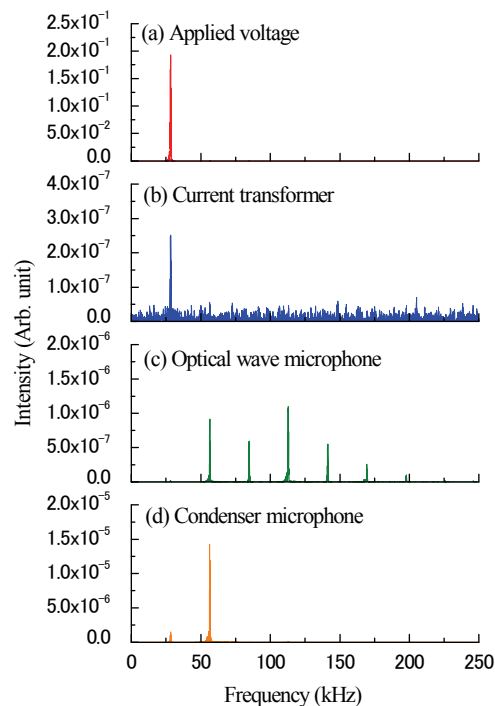 Intensity (Arb. unit)
(a) Applied voltage
2.5x10⁻¹
2.0x10⁻¹
1.5x10⁻¹
1.0x10⁻¹
5.0x10⁻²
0.0
(b) Current transformer
4.0x10⁻⁷
3.0x10⁻⁷
2.0x10⁻⁷
1.0x10⁻⁷
0.0
(c) Optical wave microphone
2.0x10⁻⁶
1.5x10⁻⁶
1.0x10⁻⁶
5.0x10⁻⁷
0.0
(d) Condenser microphone
2.0x10⁻⁵
1.5x10⁻⁵
1.0x10⁻⁵
5.0x10⁻⁶
0.0
0 50 100 150 200 250
Frequency (kHz)